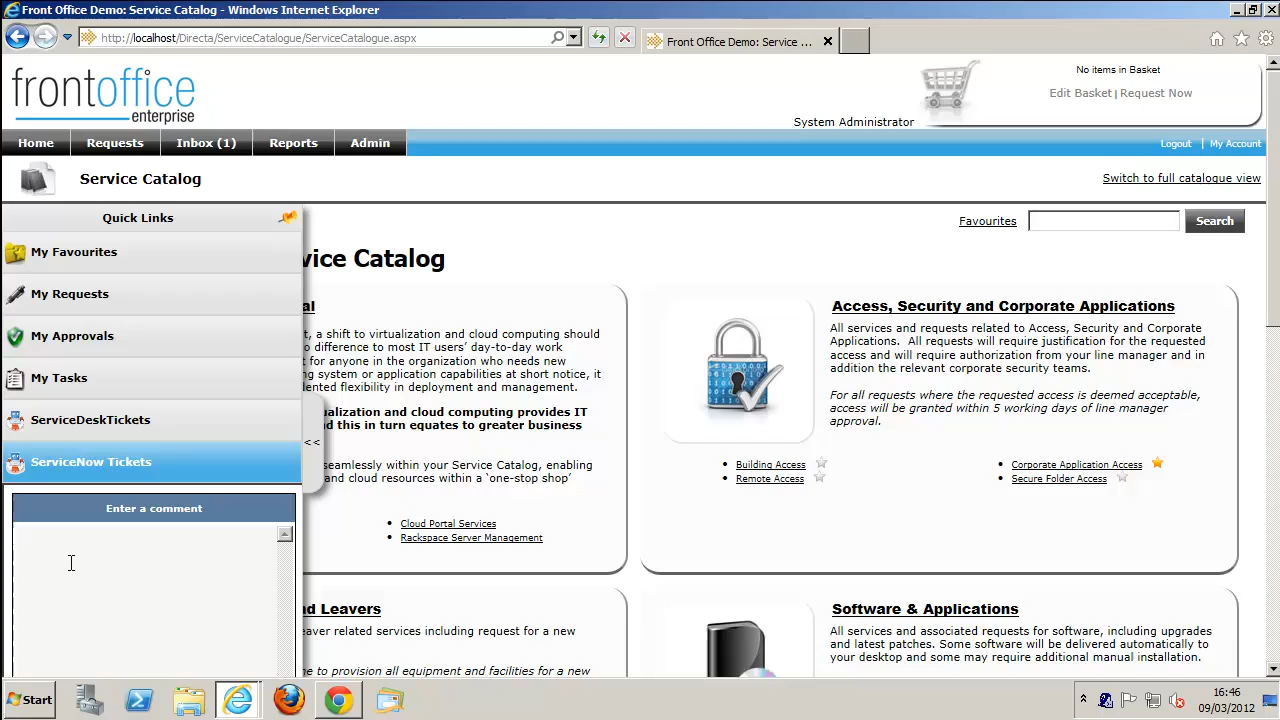 Front Office Demo: Service Catalog - Windows Internet Explorer
http://localhost/Directa/ServiceCatalogue/ServiceCatalogue.aspx
Front Office Demo: Service ...
frontoffice
enterprise
No items in Basket
Edit Basket | Request Now
System Administrator
Home
Requests
Inbox (1)
Reports
Admin
Logout | My Account
Service Catalog
Switch to full catalogue view
Quick Links
My Favourites
My Requests
My Approvals
My Tasks
ServiceDeskTickets
ServiceNow Tickets
<<
Enter a comment
Favourites
Search
vice Catalog
al
t, a shift to virtualization and cloud computing should
o difference to most IT users' day-to-day work
t for anyone in the organization who needs new
ng system or application capabilities at short notice, it
dented flexibility in deployment and management.
ualization and cloud computing provides IT
d this in turn equates to greater business
seamlessly within your Service Catalog, enabling
and cloud resources within a 'one-stop shop'
Cloud Portal Services
Rackspace Server Management
Access, Security and Corporate Applications
All services and requests related to Access, Security and Corporate
Applications. All requests will require justification for the requested
access and will require authorization from your line manager and in
addition the relevant corporate security teams.
For all requests where the requested access is deemed acceptable,
access will be granted within 5 working days of line manager
approval.
Building Access
Remote Access
Corporate Application Access
Secure Folder Access
nd Leavers
eaver related services including request for a new
me to provision all equipment and facilities for a new
Software & Applications
All services and associated requests for software, including upgrades
and latest patches. Some software will be delivered automatically to
your desktop and some may require additional manual installation.
Start
16:46
09/03/2012